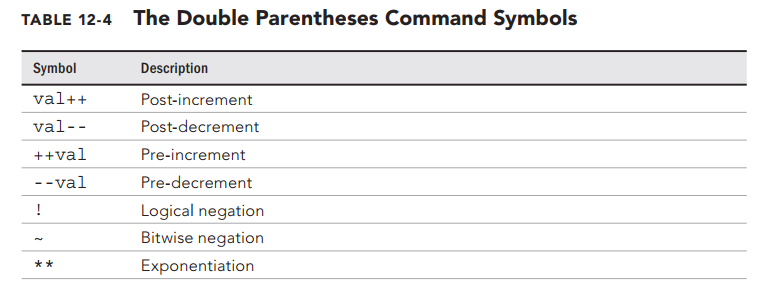 TABLE 12-4 The Double Parentheses Command Symbols
Symbol Description
val++ Post-increment
val-- Post-decrement
++val Pre-increment
--val Pre-decrement
! Logical negation
~ Bitwise negation
** Exponentiation